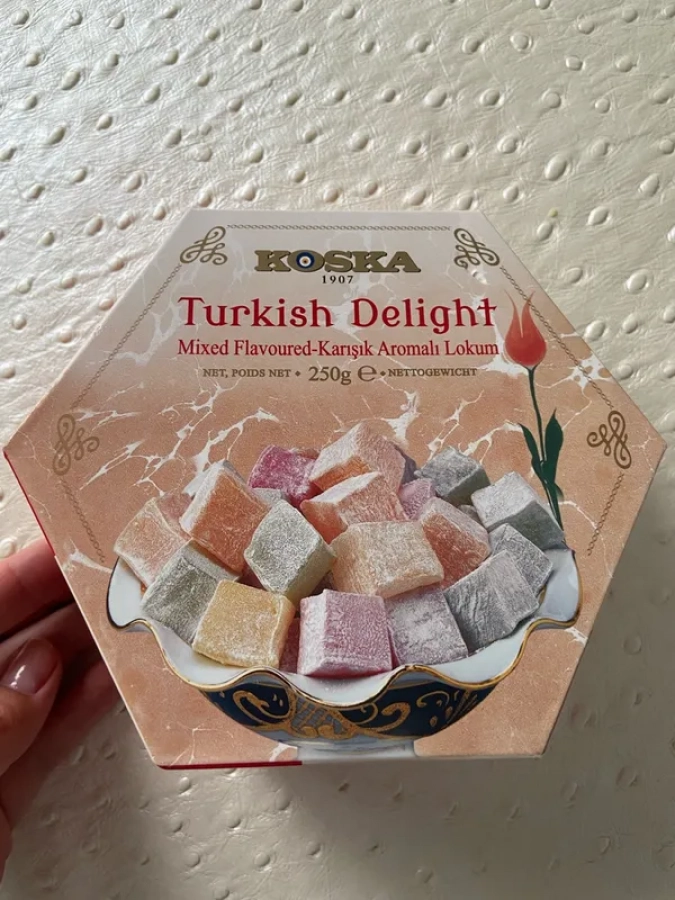 KOSKA
1907
Turkish Delight
Mixed Flavoured-Karışık Aromalı Lokum
NET, POIDS NET • 250g ℮ • NETTOGEWICHT